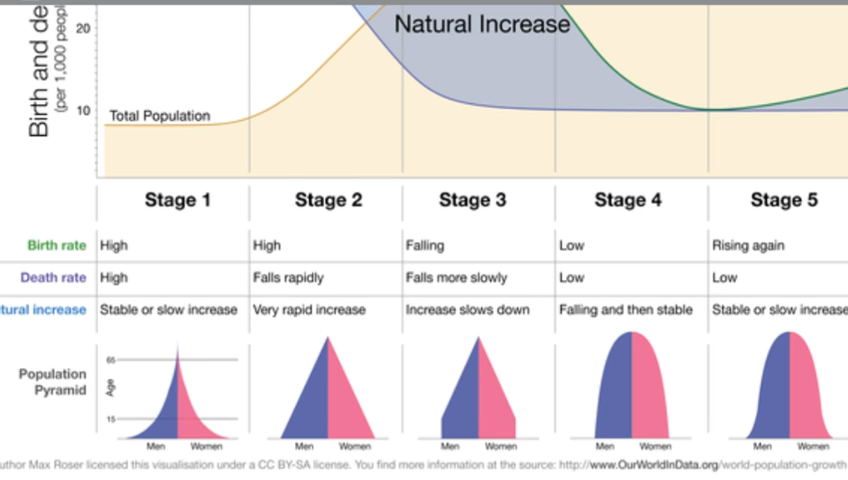 Birth and de
(per 1,000 peopl
20
Natural Increase
10
Total Population
Stage 1 Stage 2 Stage 3 Stage 4 Stage 5
Birth rate High High Falling Low Rising again
Death rate High Falls rapidly Falls more slowly Low Low
tural increase Stable or slow increase Very rapid increase Increase slows down Falling and then stable Stable or slow increase
Population
Pyramid
65
Age
15
Men Women Men Women Men Women Men Women Men Women
uthor Max Roser licensed this visualisation under a CC BY-SA license. You find more information at the source: http://www.OurWorldInData.org/world-population-growth